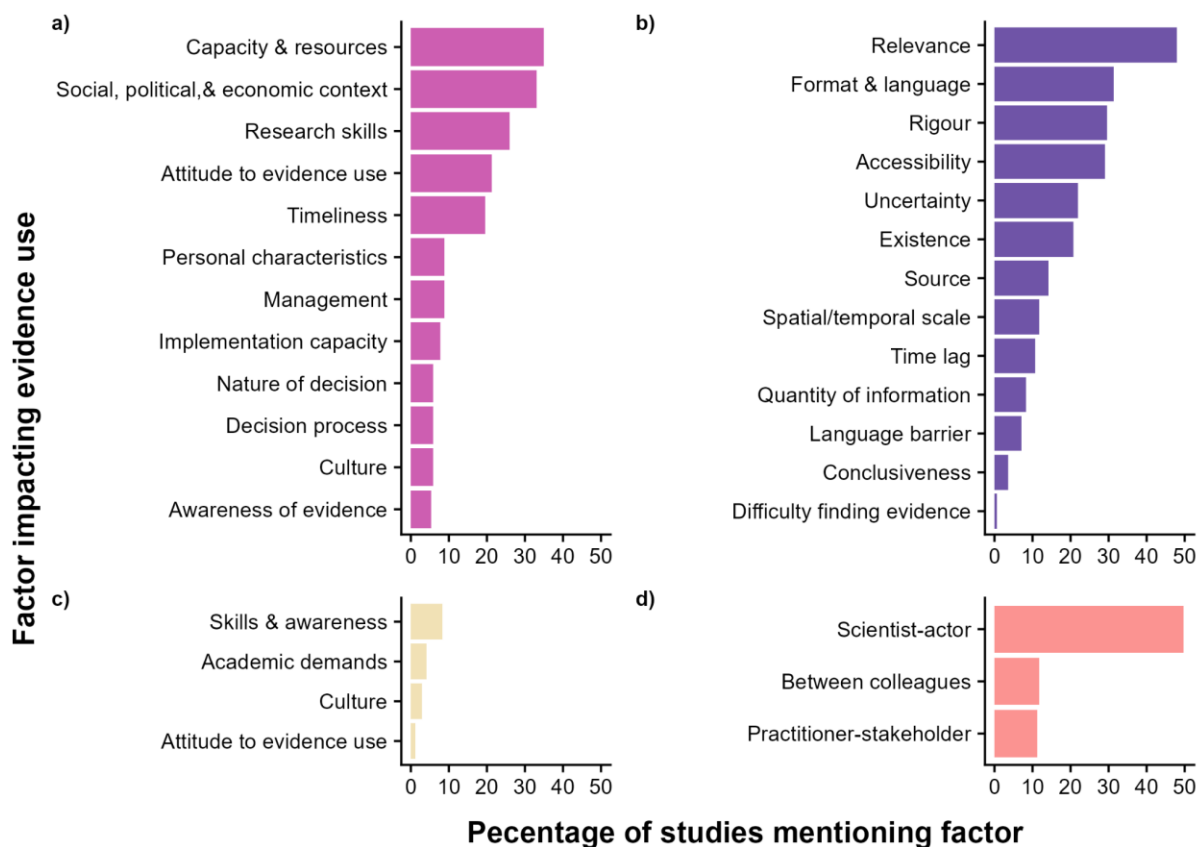 a)
Capacity & resources
Social, political,& economic context
Research skills
Attitude to evidence use
Timeliness
Personal characteristics
Management
Implementation capacity
Nature of decision
Decision process
Culture
Awareness of evidence
0 10 20 30 40 50
b)
Relevance
Format & language
Rigour
Accessibility
Uncertainty
Existence
Source
Spatial/temporal scale
Time lag
Quantity of information
Language barrier
Conclusiveness
Difficulty finding evidence
0 10 20 30 40 50
c)
Skills & awareness
Academic demands
Culture
Attitude to evidence use
0 10 20 30 40 50
d)
Scientist-actor
Between colleagues
Practitioner-stakeholder
0 10 20 30 40 50
Factor impacting evidence use
Pecentage of studies mentioning factor